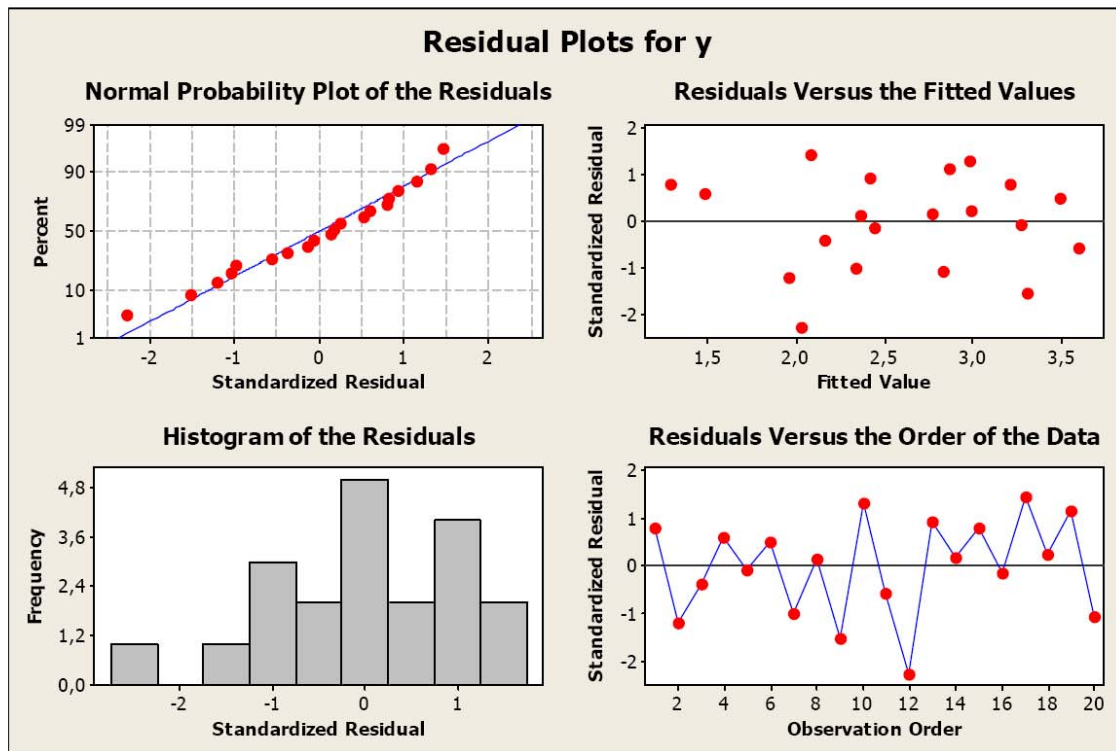 Residual Plots for y
Normal Probability Plot of the Residuals
99
90
50
10
1
Percent
-2 -1 0 1 2
Standardized Residual
Residuals Versus the Fitted Values
2
1
0
-1
-2
Standardized Residual
1,5 2,0 2,5 3,0 3,5
Fitted Value
Histogram of the Residuals
4,8
3,6
2,4
1,2
0,0
Frequency
-2 -1 0 1
Standardized Residual
Residuals Versus the Order of the Data
2
1
0
-1
-2
Standardized Residual
2 4 6 8 10 12 14 16 18 20
Observation Order